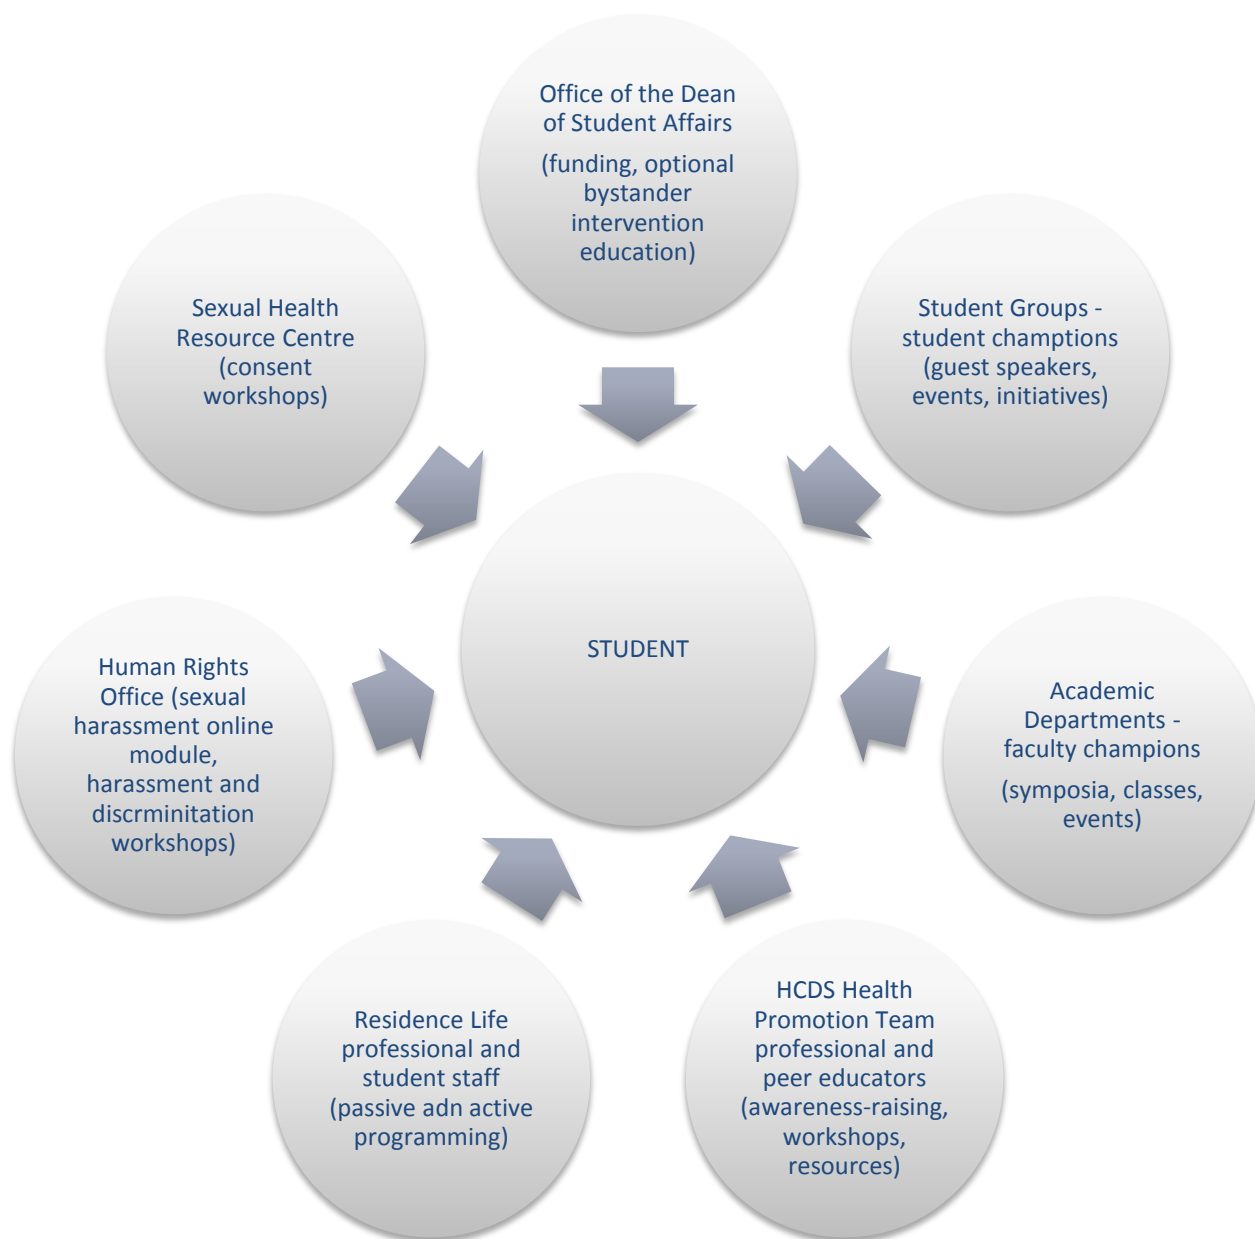 Office of the Dean
of Student Affairs
(funding, optional
bystander
intervention
education)
Student Groups -
student champtions
(guest speakers,
events, initiatives)
Academic
Departments -
faculty champions
(symposia, classes,
events)
HCDS Health
Promotion Team
professional and
peer educators
(awareness-raising,
workshops,
resources)
Residence Life
professional and
student staff
(passive adn active
programming)
Human Rights
Office (sexual
harassment online
module,
harassment and
discrminitation
workshops)
Sexual Health
Resource Centre
(consent
workshops)
STUDENT